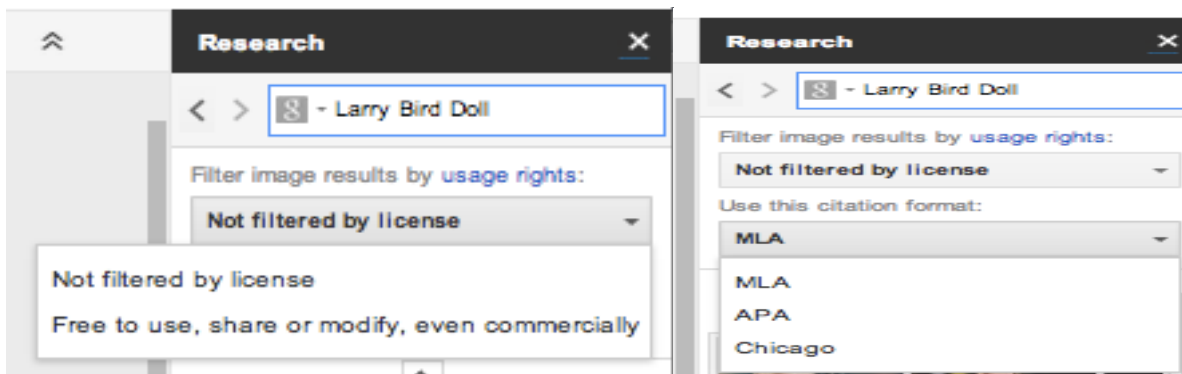 Research
8 - Larry Bird Doll
Filter image results by usage rights:
Not filtered by license
Not filtered by license
Free to use, share or modify, even commercially
Research
8 - Larry Bird Doll
Filter image results by usage rights:
Not filtered by license
Use this citation format:
MLA
MLA
APA
Chicago